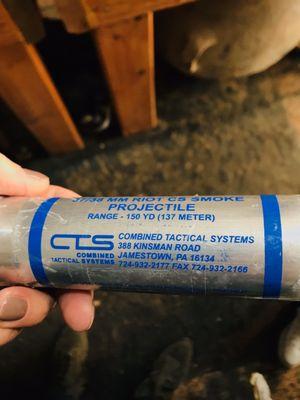 37/38 MM RIOT CS SMOKE
PROJECTILE
RANGE - 150 YD (137 METER)
CTS
COMBINED
TACTICAL SYSTEMS
COMBINED TACTICAL SYSTEMS
388 KINSMAN ROAD
JAMESTOWN, PA 16134
724-932-2177 FAX 724-932-2166